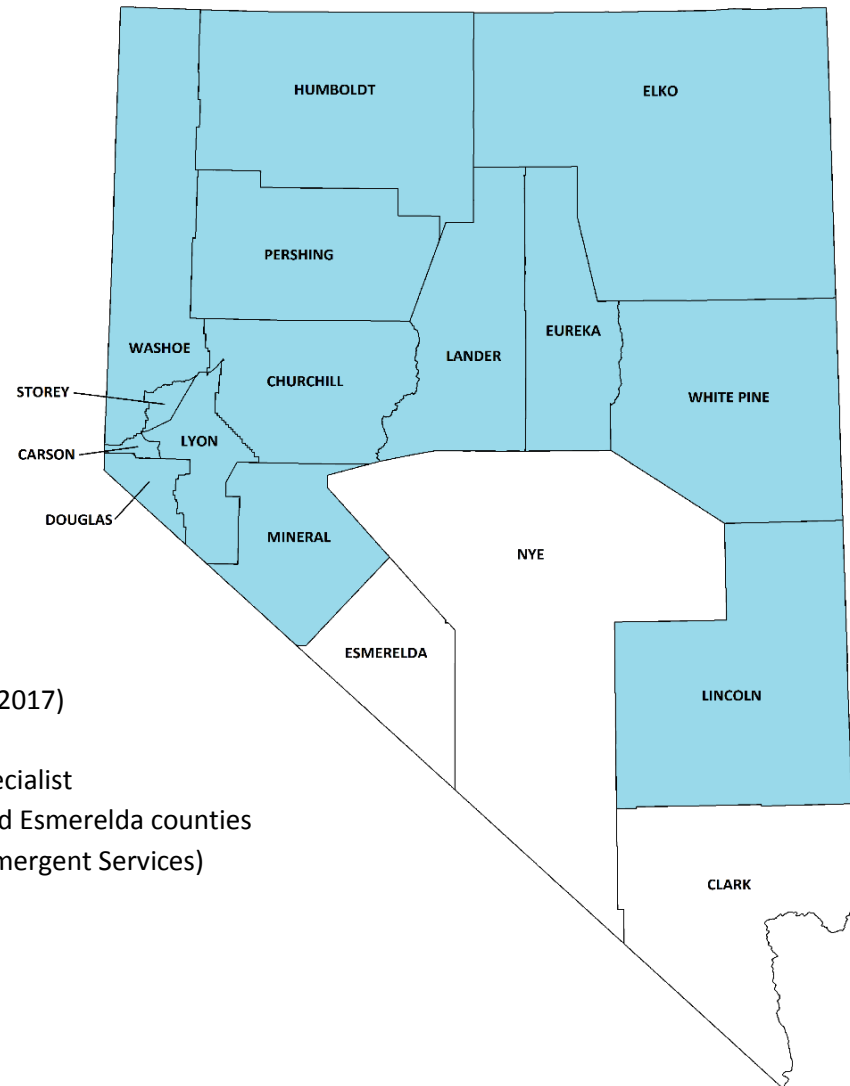 HUMBOLDT
ELKO
PERSHING
WASHOE
EUREKA
LANDER
CHURCHILL
STOREY
WHITE PINE
LYON
CARSON
DOUGLAS
MINERAL
NYE
ESMERELDA
2017)
LINCOLN
ecialist
d Esmerelda counties
mergent Services)
CLARK